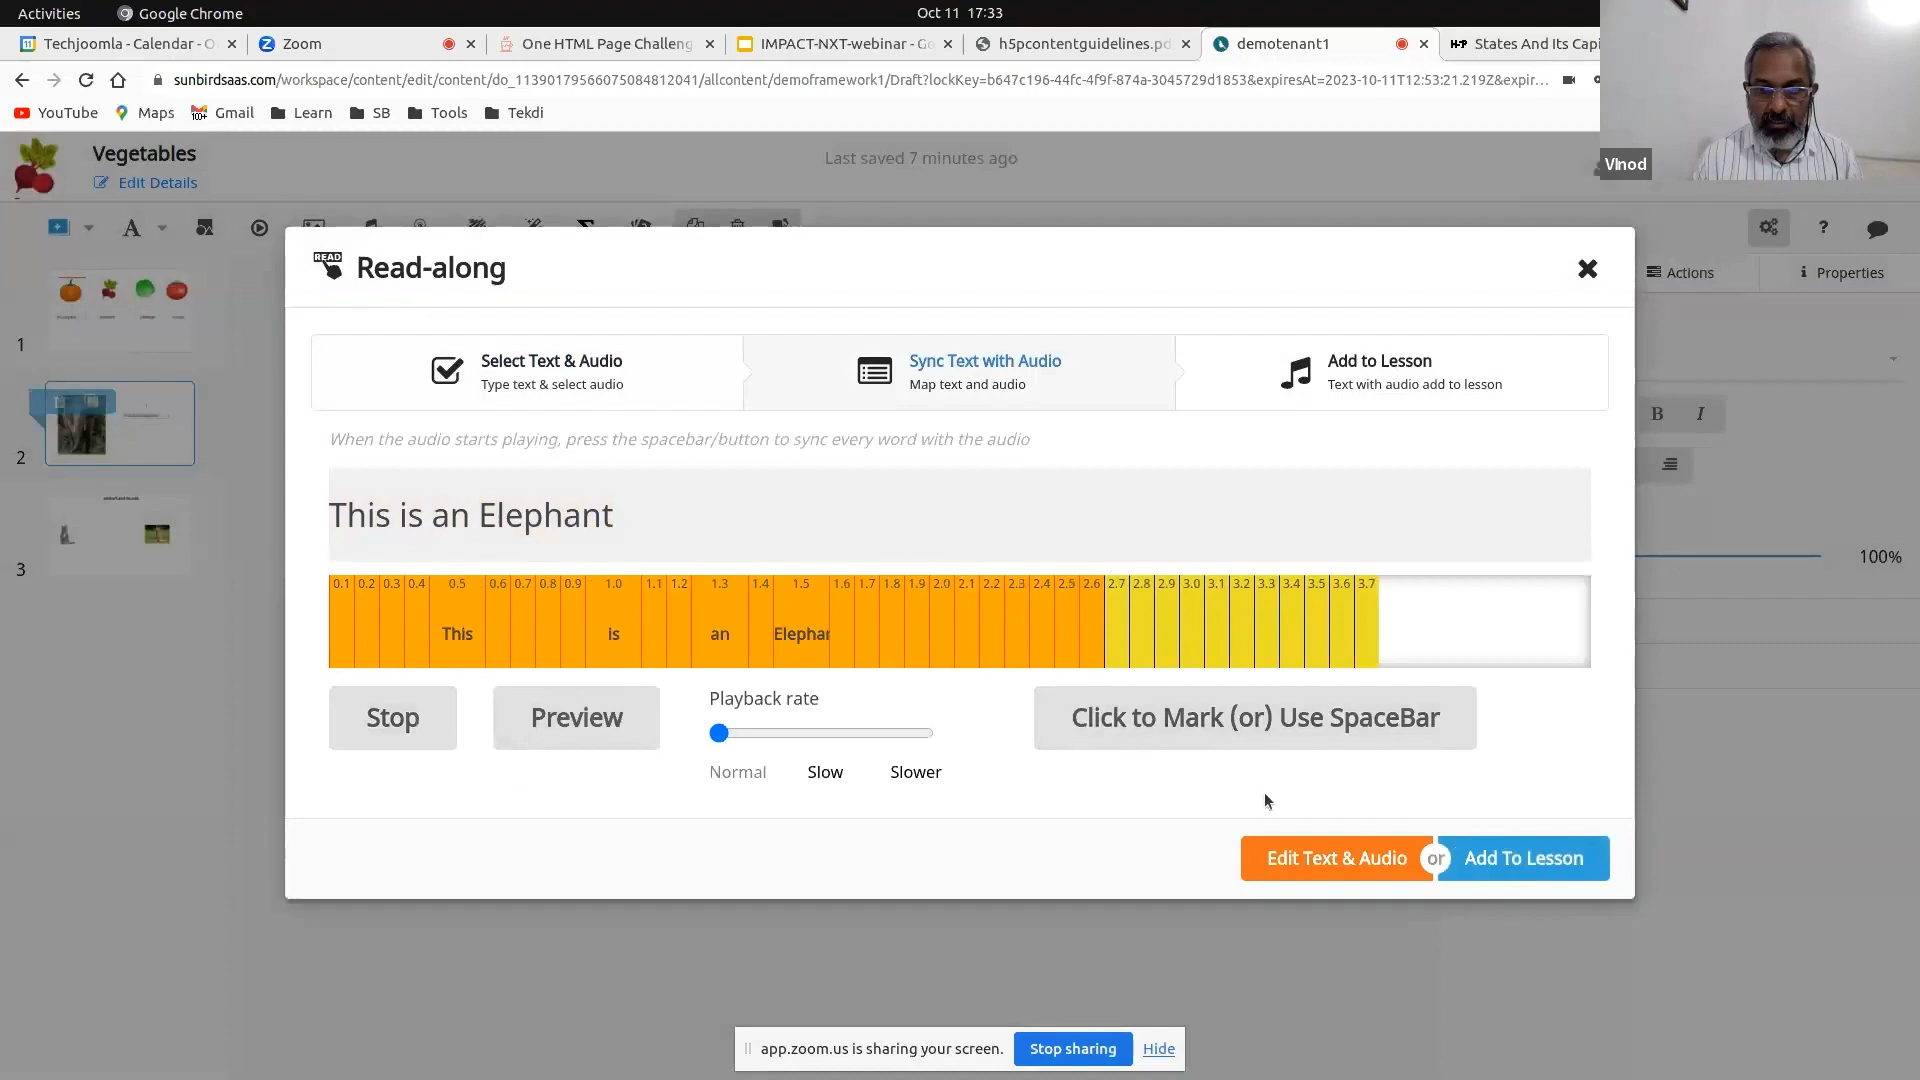 Activities
Google Chrome
Oct 11 17:33
Techjoomla - Calendar - O
Zoom
One HTML Page Challeng
IMPACT-NXT-webinar - Go
h5pcontentguidelines.pd
demotenant1
H-P States And Its Capi
sunbirdsaas.com/workspace/content/edit/content/do_11390179566075084812041/allcontent/demoframework1/Draft?lockKey=b647c196-44fc-4f9f-874a-3045729d1853&expiresAt=2023-10-11T12:53:21.219Z&expir...
YouTube
Maps
Gmail
Learn
SB
Tools
Tekdi
VInod
Vegetables
Last saved 7 minutes ago
Edit Details
A
?
READ
Read-along
Actions
Properties
1
2
3
Select Text & Audio
Type text & select audio
Sync Text with Audio
Map text and audio
Add to Lesson
Text with audio add to lesson
B I
When the audio starts playing, press the spacebar/button to sync every word with the audio
This is an Elephant
100%
0.1 0.2 0.3 0.4 0.5 0.6 0.7 0.8 0.9 1.0 1.1 1.2 1.3 1.4 1.5 1.6 1.7 1.8 1.9 2.0 2.1 2.2 2.3 2.4 2.5 2.6 2.7 2.8 2.9 3.0 3.1 3.2 3.3 3.4 3.5 3.6 3.7
This is an Elephan
Stop
Preview
Playback rate
Normal Slow Slower
Click to Mark (or) Use SpaceBar
Edit Text & Audio or Add To Lesson
app.zoom.us is sharing your screen.
Stop sharing
Hide